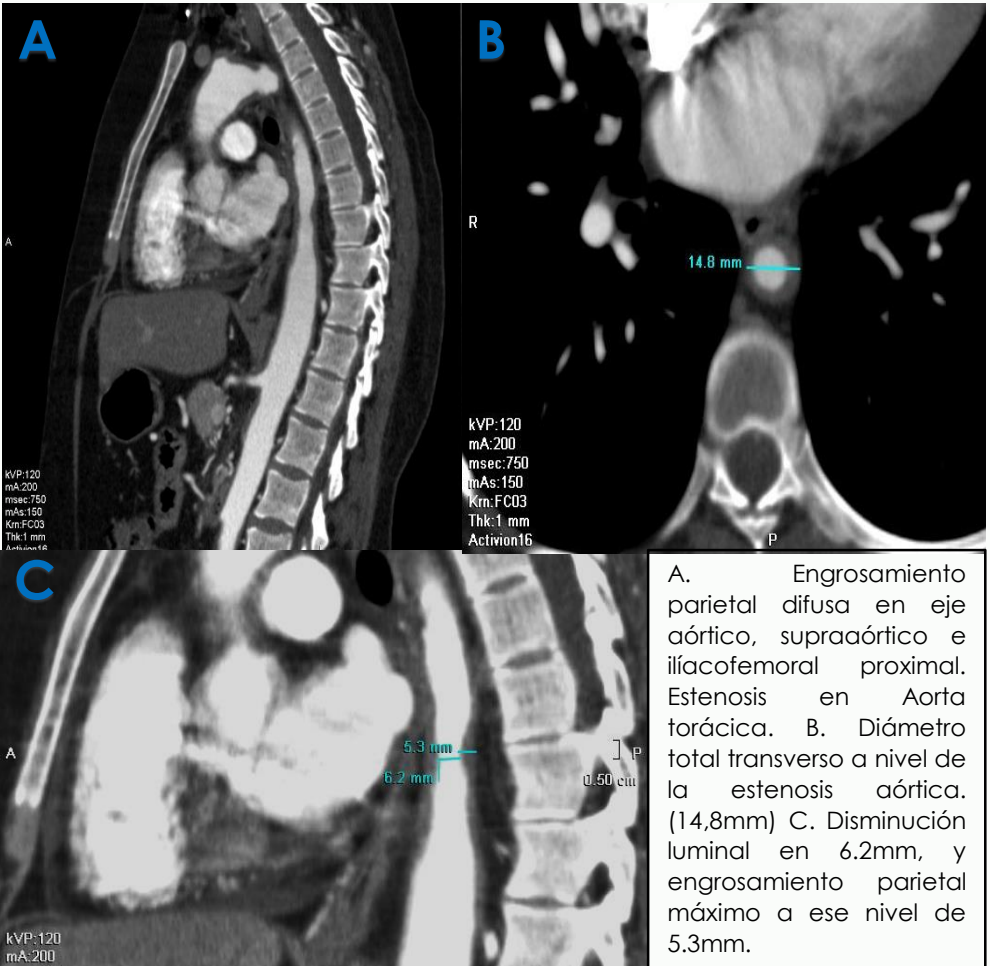 A
A
kVP:120
mA:200
msec:750
mAs:150
Krn:FC03
Thk:1 mm
Activion16
B
R
14.8 mm
kVP:120
mA:200
msec:750
mAs:150
Krn:FC03
Thk:1 mm
Activion16
P
C
A
5.3 mm
6.2 mm
P
0.50 cm
kVP:120
mA:200
A. Engrosamiento
parietal difusa en eje
aórtico, supraaórtico e
ilíacofemoral proximal.
Estenosis en Aorta
torácica. B. Diámetro
total transverso a nivel de
la estenosis aórtica.
(14,8mm) C. Disminución
luminal en 6.2mm, y
engrosamiento parietal
máximo a ese nivel de
5.3mm.